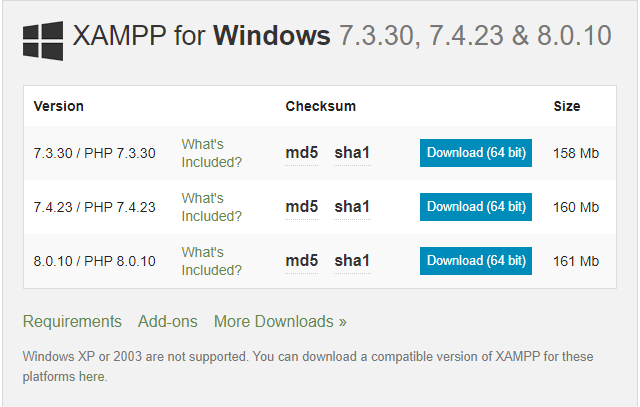 XAMPP for Windows 7.3.30, 7.4.23 & 8.0.10
Version Checksum Size
7.3.30 / PHP 7.3.30 What's Included? md5 sha1 Download (64 bit) 158 Mb
7.4.23 / PHP 7.4.23 What's Included? md5 sha1 Download (64 bit) 160 Mb
8.0.10 / PHP 8.0.10 What's Included? md5 sha1 Download (64 bit) 161 Mb
Requirements Add-ons More Downloads »
Windows XP or 2003 are not supported. You can download a compatible version of XAMPP for these
platforms here.